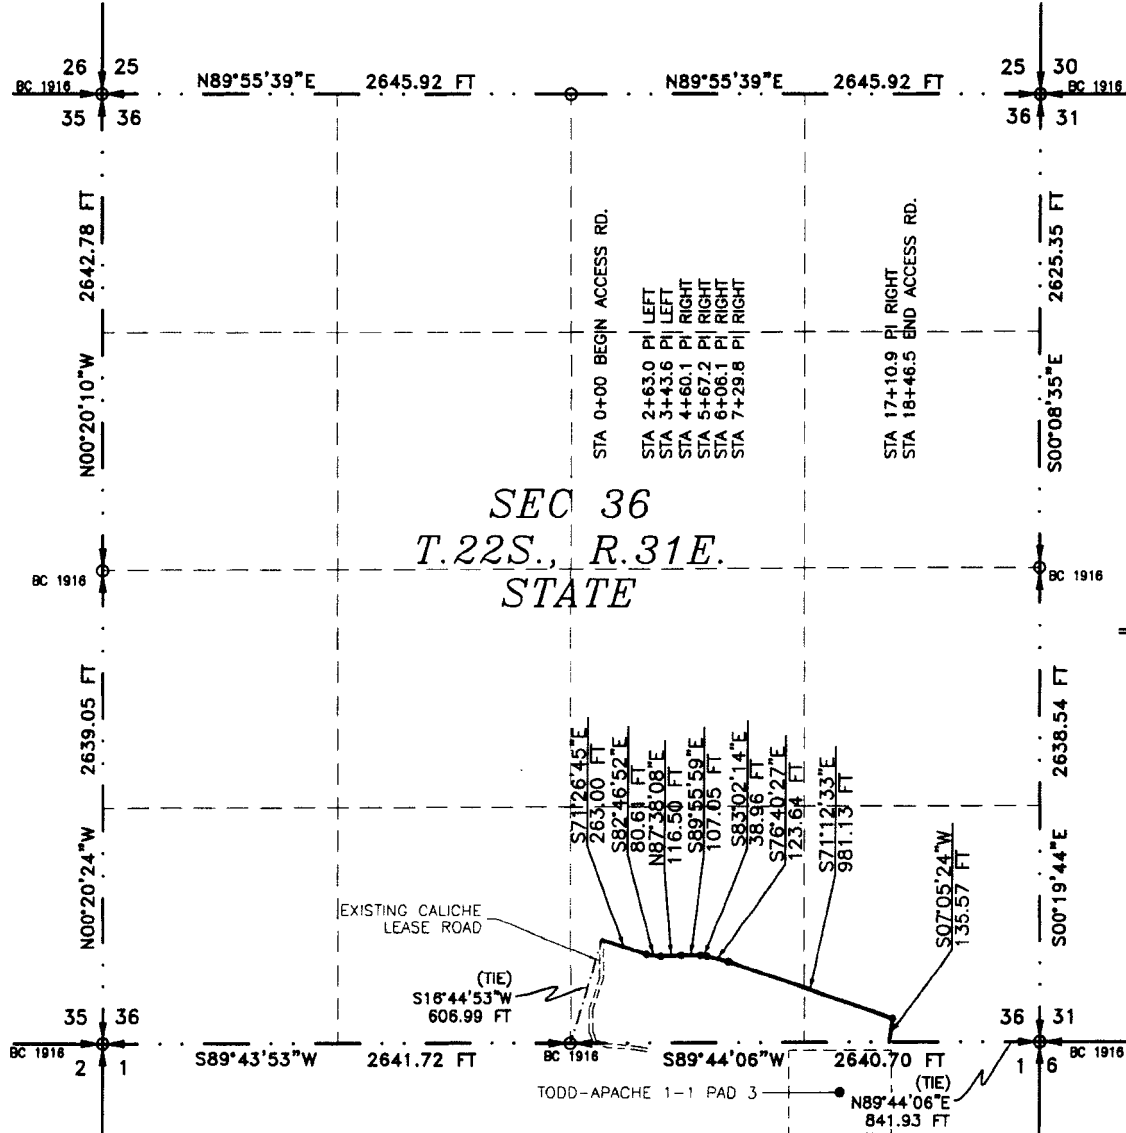 26 25
BC 1916
35 36
N89°55'39"E 2645.92 FT
N89°55'39"E 2645.92 FT
25 30
BC 1916
36 31
N00°20'10"W 2642.78 FT
STA 0+00 BEGIN ACCESS RD.
STA 2+63.0 PI LEFT
STA 3+43.6 PI LEFT
STA 4+60.1 PI RIGHT
STA 5+67.2 PI RIGHT
STA 6+06.1 PI RIGHT
STA 7+29.8 PI RIGHT
STA 17+10.9 PI RIGHT
STA 18+46.5 END ACCESS RD.
S00°08'35"E 2625.35 FT
SEC 36
T.22S., R.31E.
STATE
BC 1916
BC 1916
N00°20'24"W 2639.05 FT
S71°26'45"E
263.00 FT
S82°46'52"E
80.61 FT
N87°38'08"E
116.50 FT
S89°55'59"E
107.05 FT
S83°02'14"E
38.96 FT
S76°40'27"E
123.64 FT
S71°12'33"E
981.13 FT
S07°05'24"W
135.57 FT
S00°19'44"E 2638.54 FT
EXISTING CALICHE
LEASE ROAD
(TIE)
S16°44'53"W
606.99 FT
35 36
BC 1916
2 1
S89°43'53"W 2641.72 FT
BC 1916
S89°44'06"W 2640.70 FT
36 31
BC 1916
1 6
TODD-APACHE 1-1 PAD 3
(TIE)
N89°44'06"E
841.93 FT